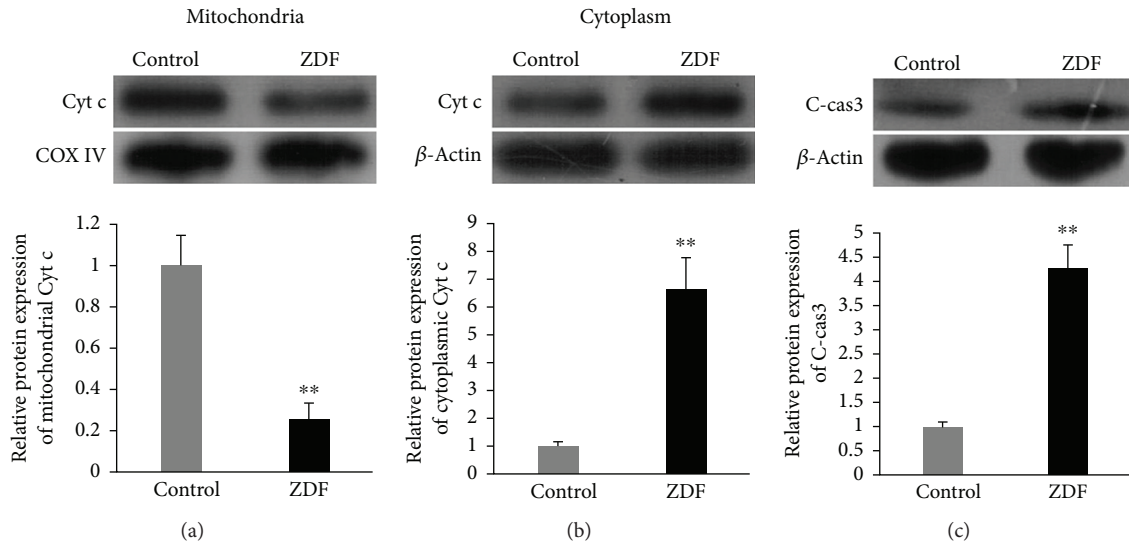 Mitochondria
Control ZDF
Cyt c
COX IV
Relative protein expression
of mitochondrial Cyt c
1.2
1
0.8
0.6
0.4
0.2
0
**
Control ZDF
(a)
Cytoplasm
Control ZDF
Cyt c
β-Actin
Relative protein expression
of cytoplasmic Cyt c
9
8
7
6
5
4
3
2
1
0
**
Control ZDF
(b)
Control ZDF
C-cas3
β-Actin
Relative protein expression
of C-cas3
5
4.5
4
3.5
3
2.5
2
1.5
1
0.5
0
**
Control ZDF
(c)